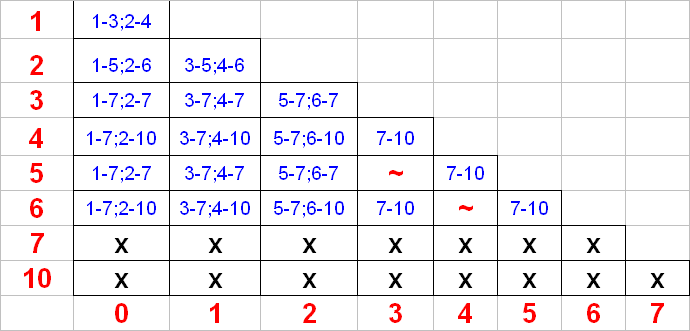 1 1-3;2-4
2 1-5;2-6 3-5;4-6
3 1-7;2-7 3-7;4-7 5-7;6-7
4 1-7;2-10 3-7;4-10 5-7;6-10 7-10
5 1-7;2-7 3-7;4-7 5-7;6-7 ~ 7-10
6 1-7;2-10 3-7;4-10 5-7;6-10 7-10 ~ 7-10
7 X X X X X X X
10 X X X X X X X X
0 1 2 3 4 5 6 7